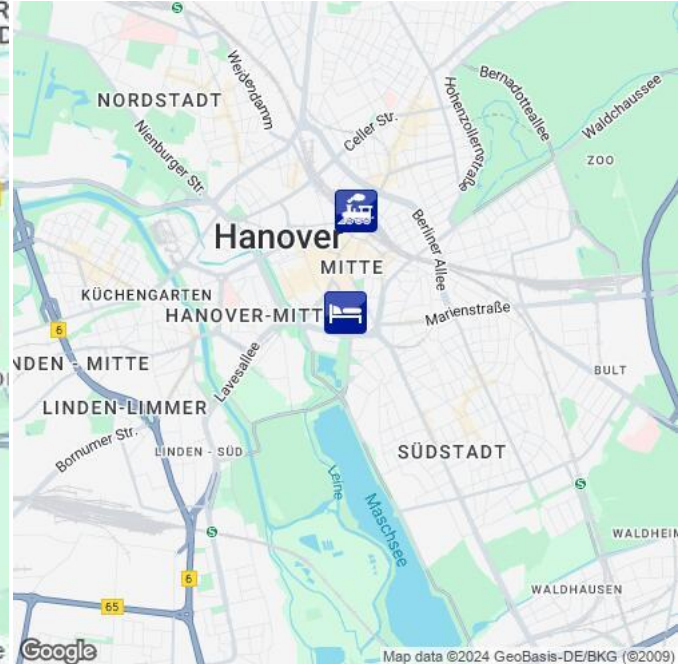 S
NORDSTADT
Weidendamm
Nienburger Str.
Celler Str.
Hohenzollernstraße
Bernadotteallee
Waldchaussee
ZOO
Hanover
MITTE
Berliner Allee
KÜCHENGARTEN
HANOVER-MITT
Marienstraße
6
NDEN - MITTE
Lavesallee
BULT
LINDEN-LIMMER
Bornumer Str.
LINDEN - SÜD
SÜDSTADT
Leine
Maschsee
S
S
WALDHEIM
6
65
WALDHAUSEN
Google
Map data ©2024 GeoBasis-DE/BKG (©2009)